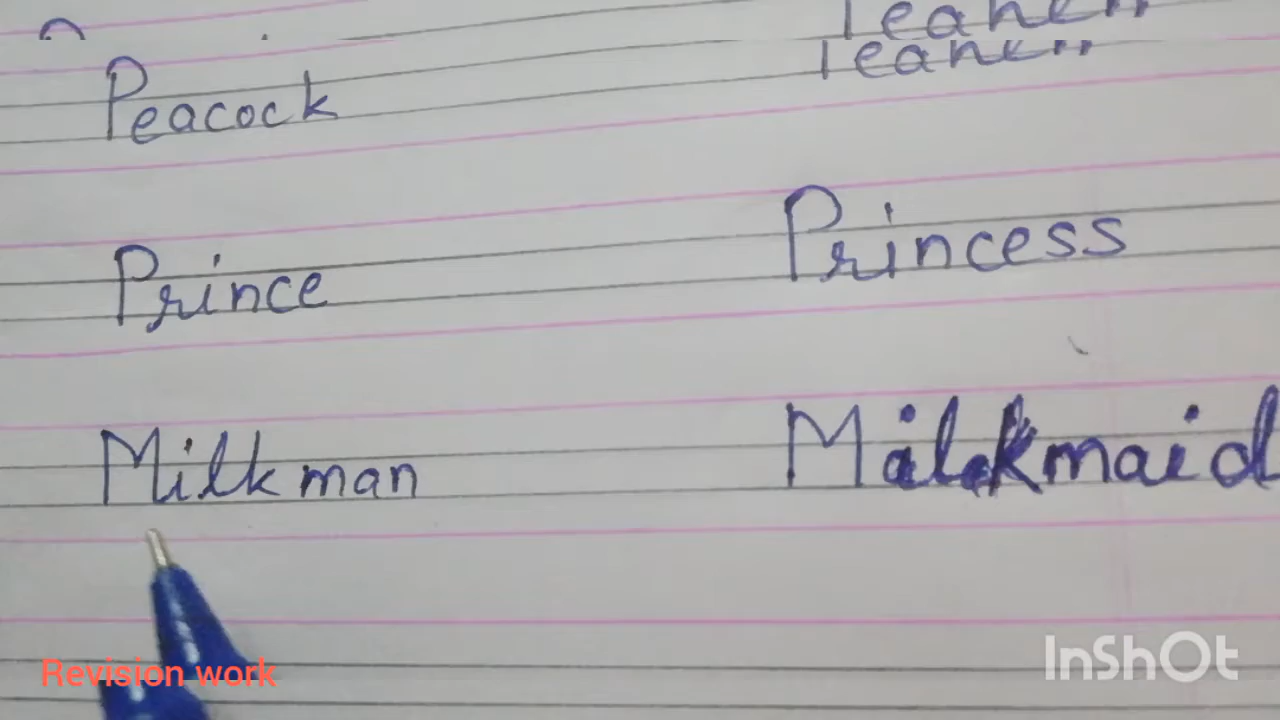 Peacock
Prince Princess
Milkman Milkmaid
Revision work
InShOt